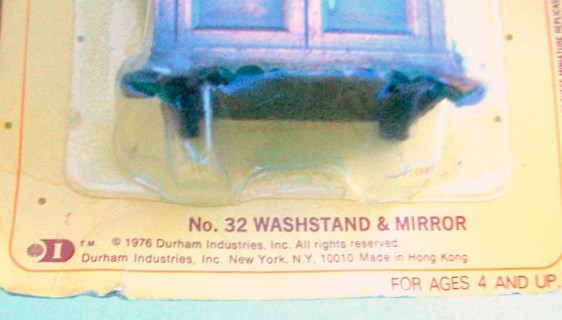 No. 32 WASHSTAND & MIRROR
I T.M. © 1976 Durham Industries, Inc. All rights reserved.
Durham Industries, Inc. New York, N.Y. 10010 Made in Hong Kong
FOR AGES 4 AND UP.